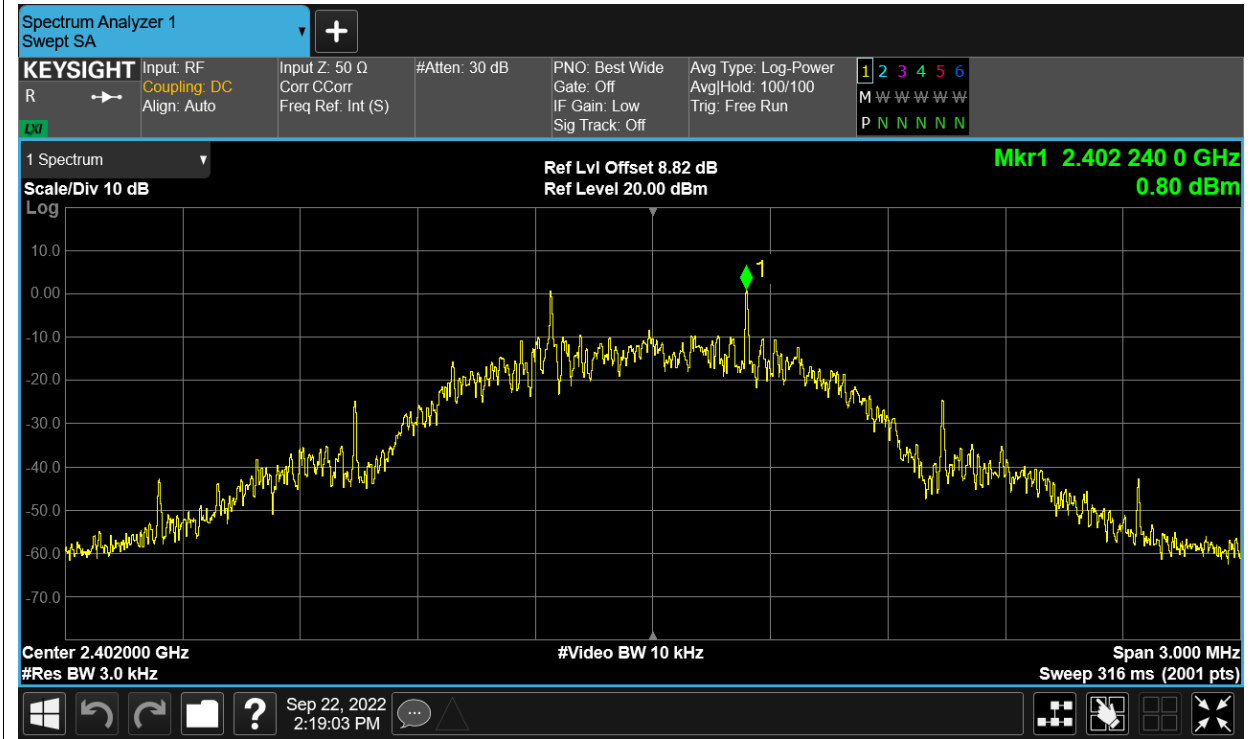 Spectrum Analyzer 1
Swept SA
+
KEYSIGHT
R
LXI
Input: RF
Coupling: DC
Align: Auto
Input Z: 50 Ω
Corr CCorr
Freq Ref: Int (S)
#Atten: 30 dB
PNO: Best Wide
Gate: Off
IF Gain: Low
Sig Track: Off
Avg Type: Log-Power
Avg|Hold: 100/100
Trig: Free Run
1 2 3 4 5 6
M W W W W W
P N N N N N
1 Spectrum
Scale/Div 10 dB
Log
Ref Lvl Offset 8.82 dB
Ref Level 20.00 dBm
Mkr1 2.402 240 0 GHz
0.80 dBm
1
10.0
0.00
-10.0
-20.0
-30.0
-40.0
-50.0
-60.0
-70.0
Center 2.402000 GHz
#Video BW 10 kHz
Span 3.000 MHz
#Res BW 3.0 kHz
Sweep 316 ms (2001 pts)
?
Sep 22, 2022
2:19:03 PM